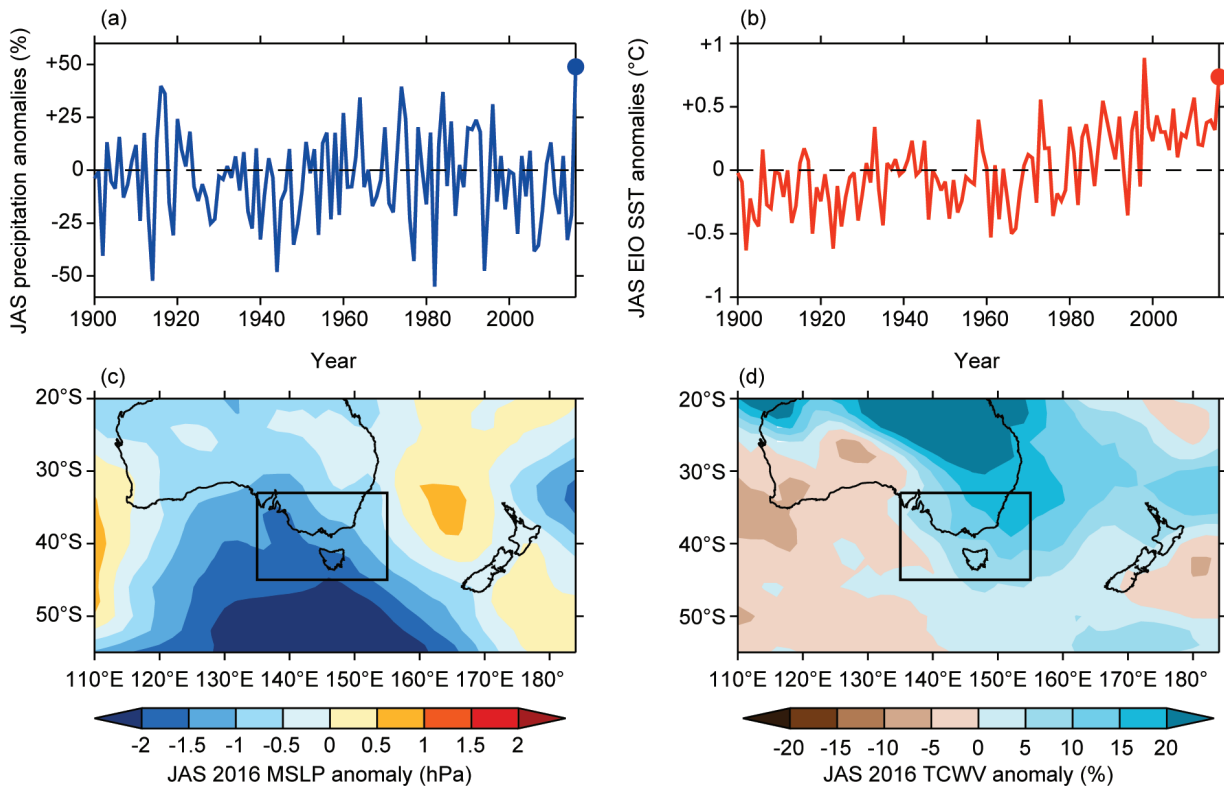 (a)
JAS precipitation anomalies (%)
+50
+25
0
-25
-50
1900 1920 1940 1960 1980 2000
Year
(b)
JAS EIO SST anomalies (°C)
+1
+0.5
0
-0.5
-1
1900 1920 1940 1960 1980 2000
Year
(c)
20°S
30°S
40°S
50°S
110°E 120°E 130°E 140°E 150°E 160°E 170°E 180°
-2 -1.5 -1 -0.5 0 0.5 1 1.5 2
JAS 2016 MSLP anomaly (hPa)
(d)
20°S
30°S
40°S
50°S
110°E 120°E 130°E 140°E 150°E 160°E 170°E 180°
-20 -15 -10 -5 0 5 10 15 20
JAS 2016 TCWV anomaly (%)